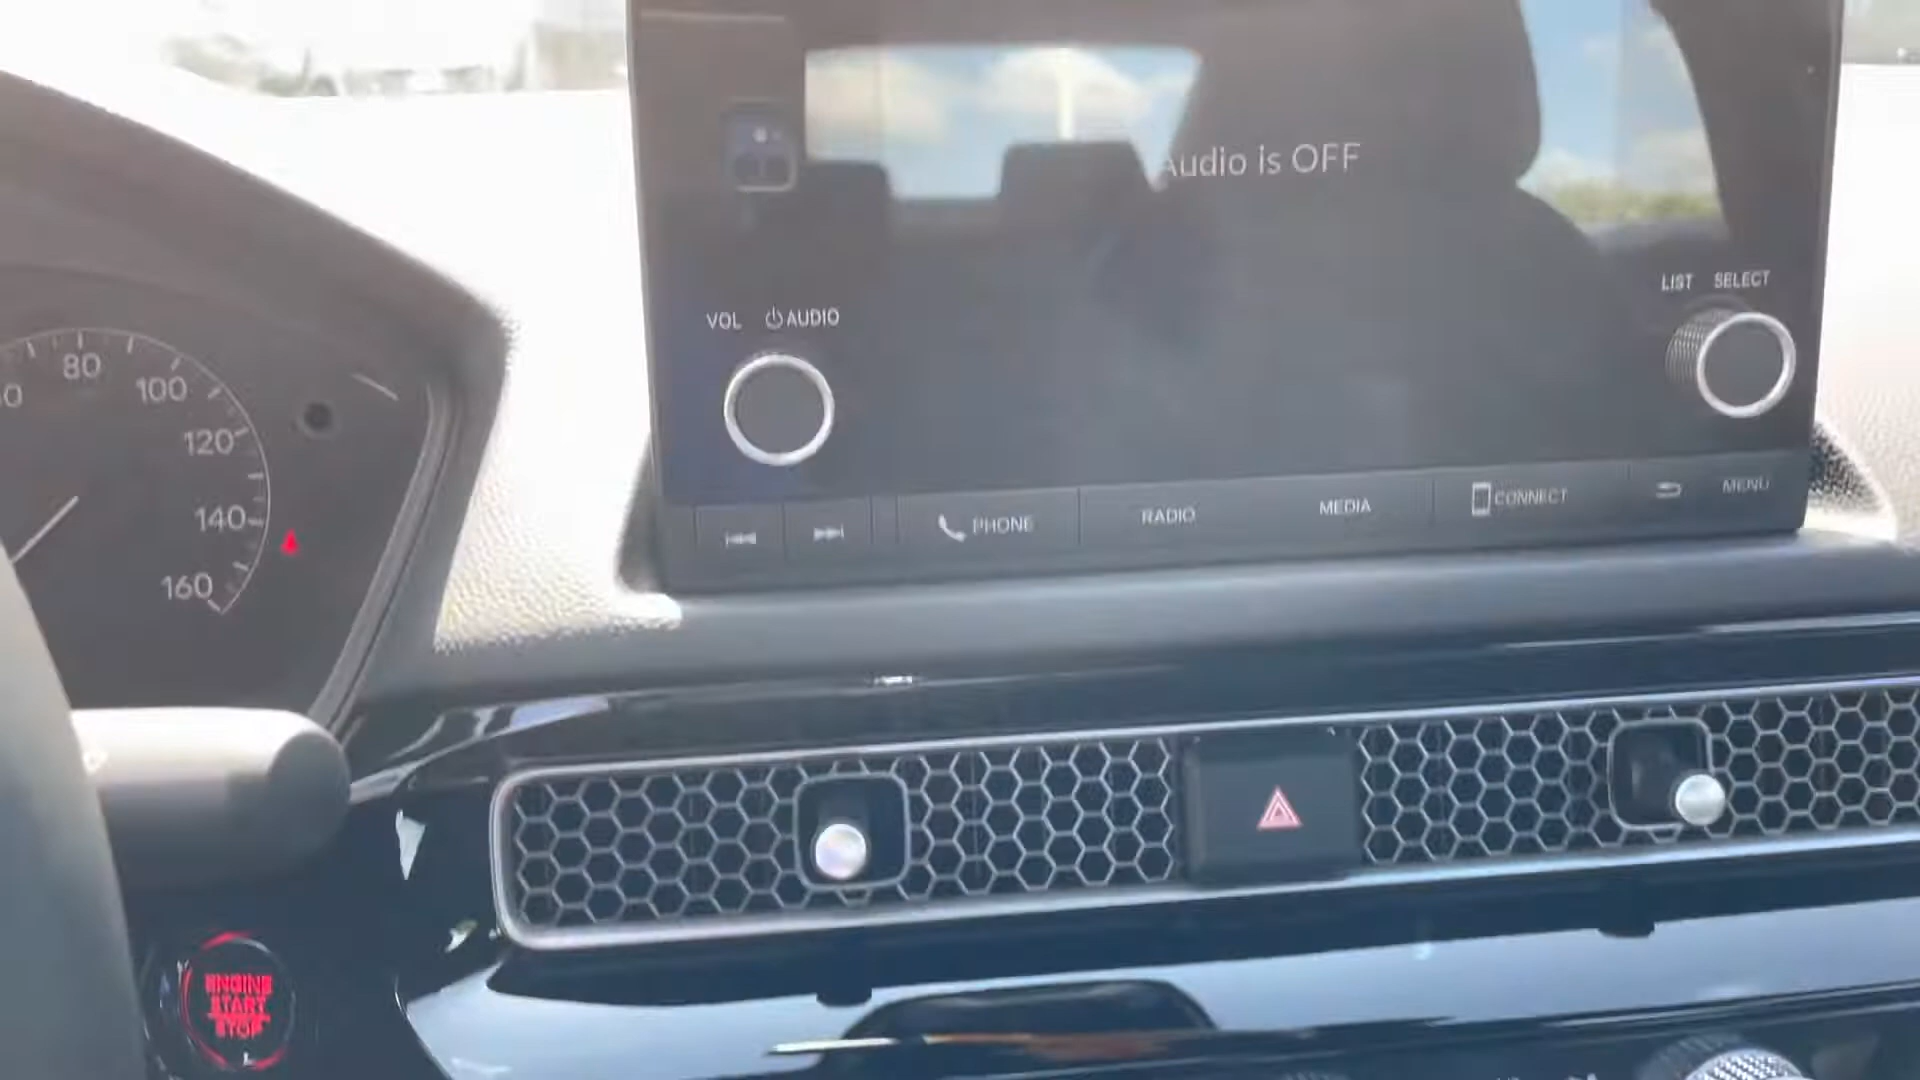 Audio is OFF
LIST SELECT
VOL AUDIO
80
100
120
140
160
PHONE
RADIO
MEDIA
CONNECT
MENU
ENGINE
START
STOP